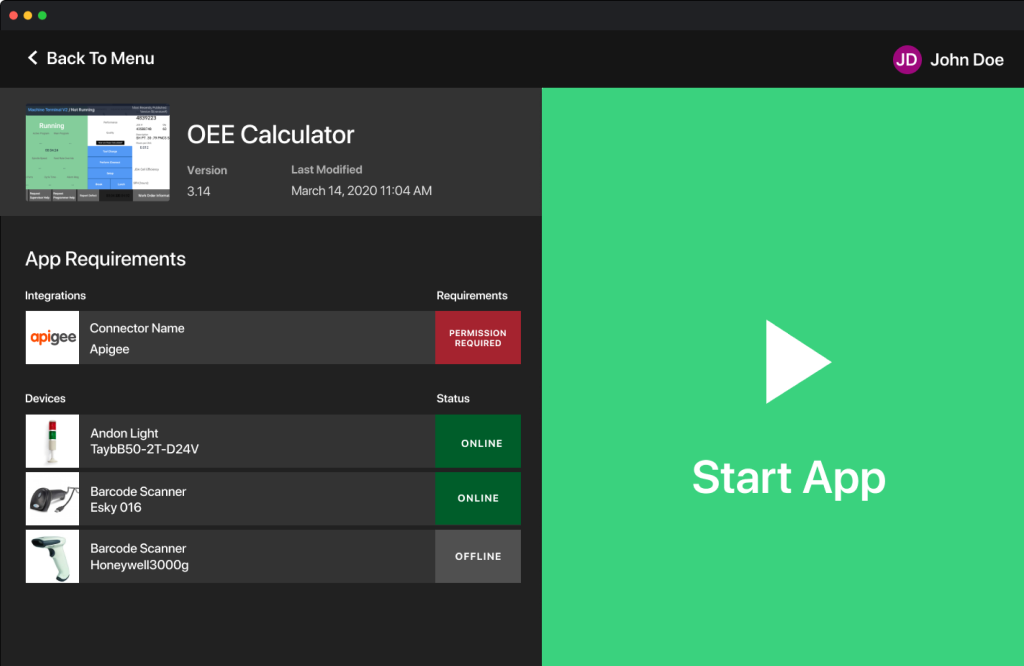 Back To Menu
JD
John Doe
Running
OEE Calculator
Version
Last Modified
3.14
March 14, 2020 11:04 AM
App Requirements
Integrations
Requirements
apigee
Connector Name
Apigee
PERMISSION
REQUIRED
Devices
Status
Andon Light
TaybB50-2T-D24V
ONLINE
Barcode Scanner
Esky 016
ONLINE
Barcode Scanner
Honeywell3000g
OFFLINE
Start App